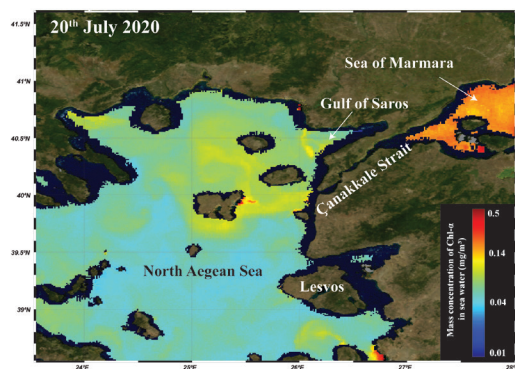 20th July 2020
Sea of Marmara
Gulf of Saros
Çanakkale Strait
North Aegean Sea
Lesvos
Mass concentration of Chl-α
in sea water (mg/m³)
0.5
0.14
0.04
0.01
41.5°N
41°N
40.5°N
40°N
39.5°N
39°N
24°E
25°E
26°E
27°E
28°E